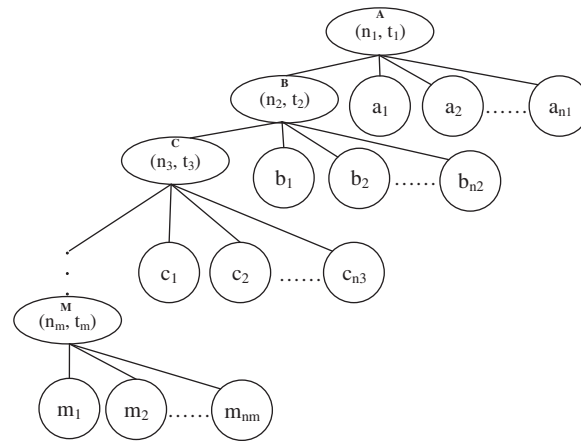 A
(n₁, t₁)
B
(n₂, t₂)
a₁
a₂
......
aₙ₁
C
(n₃, t₃)
b₁
b₂
......
bₙ₂
c₁
c₂
......
cₙ₃
M
(nₘ, tₘ)
m₁
m₂
......
mₙₘ